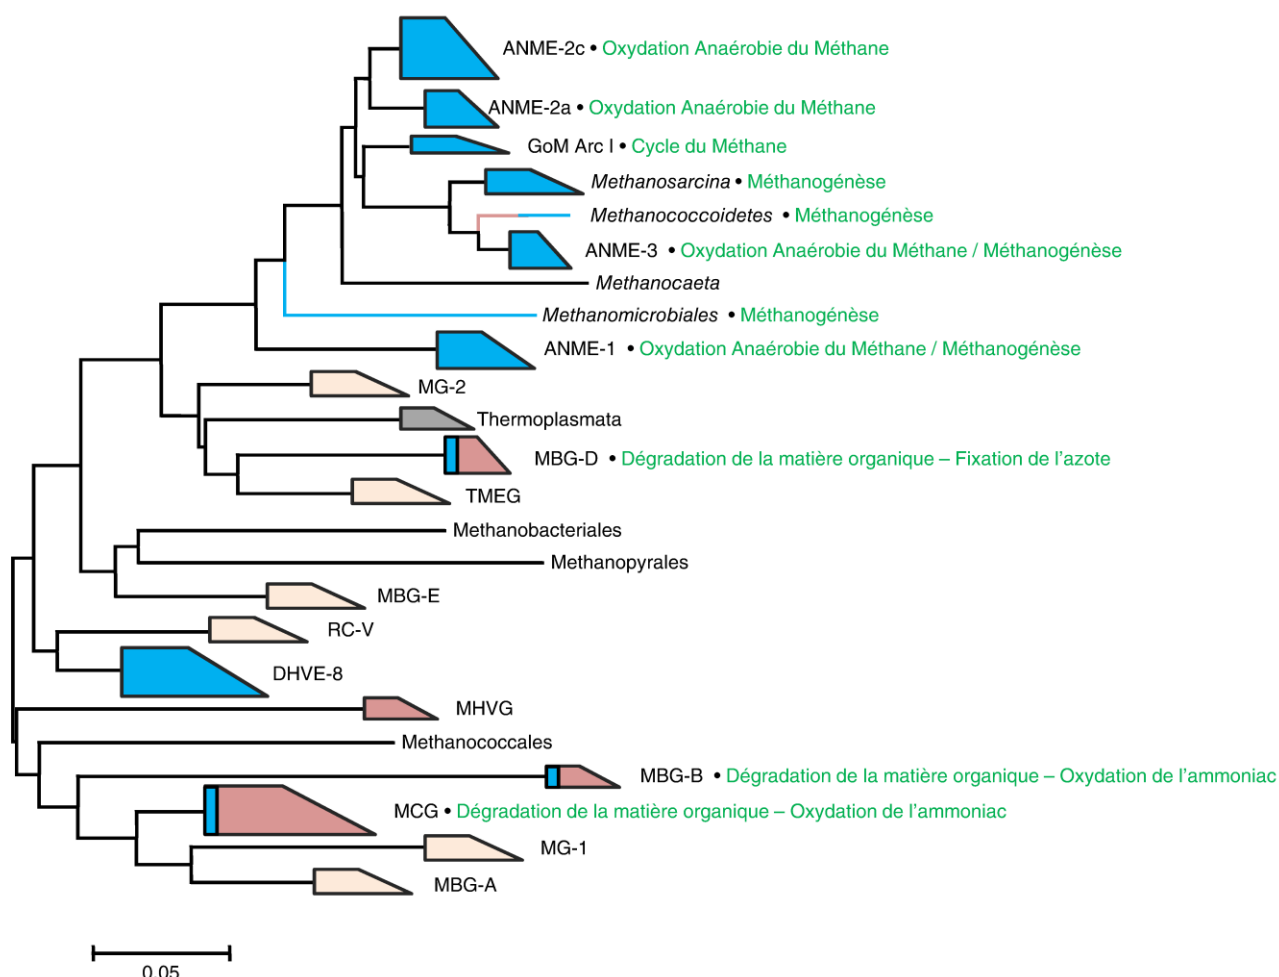 ANME-2c • Oxydation Anaérobie du Méthane
ANME-2a • Oxydation Anaérobie du Méthane
GoM Arc I • Cycle du Méthane
Methanosarcina • Méthanogénèse
Methanococcoidetes • Méthanogénèse
ANME-3 • Oxydation Anaérobie du Méthane / Méthanogénèse
Methanocaeta
Methanomicrobiales • Méthanogénèse
ANME-1 • Oxydation Anaérobie du Méthane / Méthanogénèse
MG-2
Thermoplasmata
MBG-D • Dégradation de la matière organique – Fixation de l'azote
TMEG
Methanobacteriales
Methanopyrales
MBG-E
RC-V
DHVE-8
MHVG
Methanococcales
MBG-B • Dégradation de la matière organique – Oxydation de l'ammoniac
MCG • Dégradation de la matière organique – Oxydation de l'ammoniac
MG-1
MBG-A
0.05